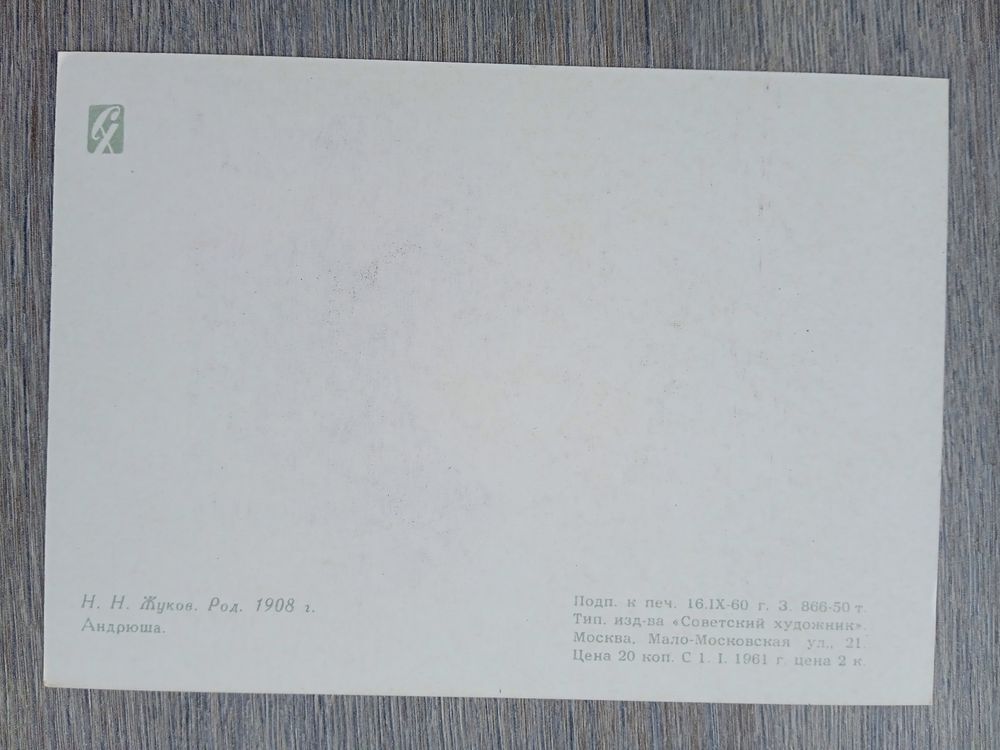 СХ
Н. Н. Жуков. Род. 1908 г.
Андрюша.
Подп. к печ. 16.IX-60 г. З. 866-50 т.
Тип. изд-ва «Советский художник».
Москва, Мало-Московская ул., 21.
Цена 20 коп. С 1. I. 1961 г. цена 2 к.